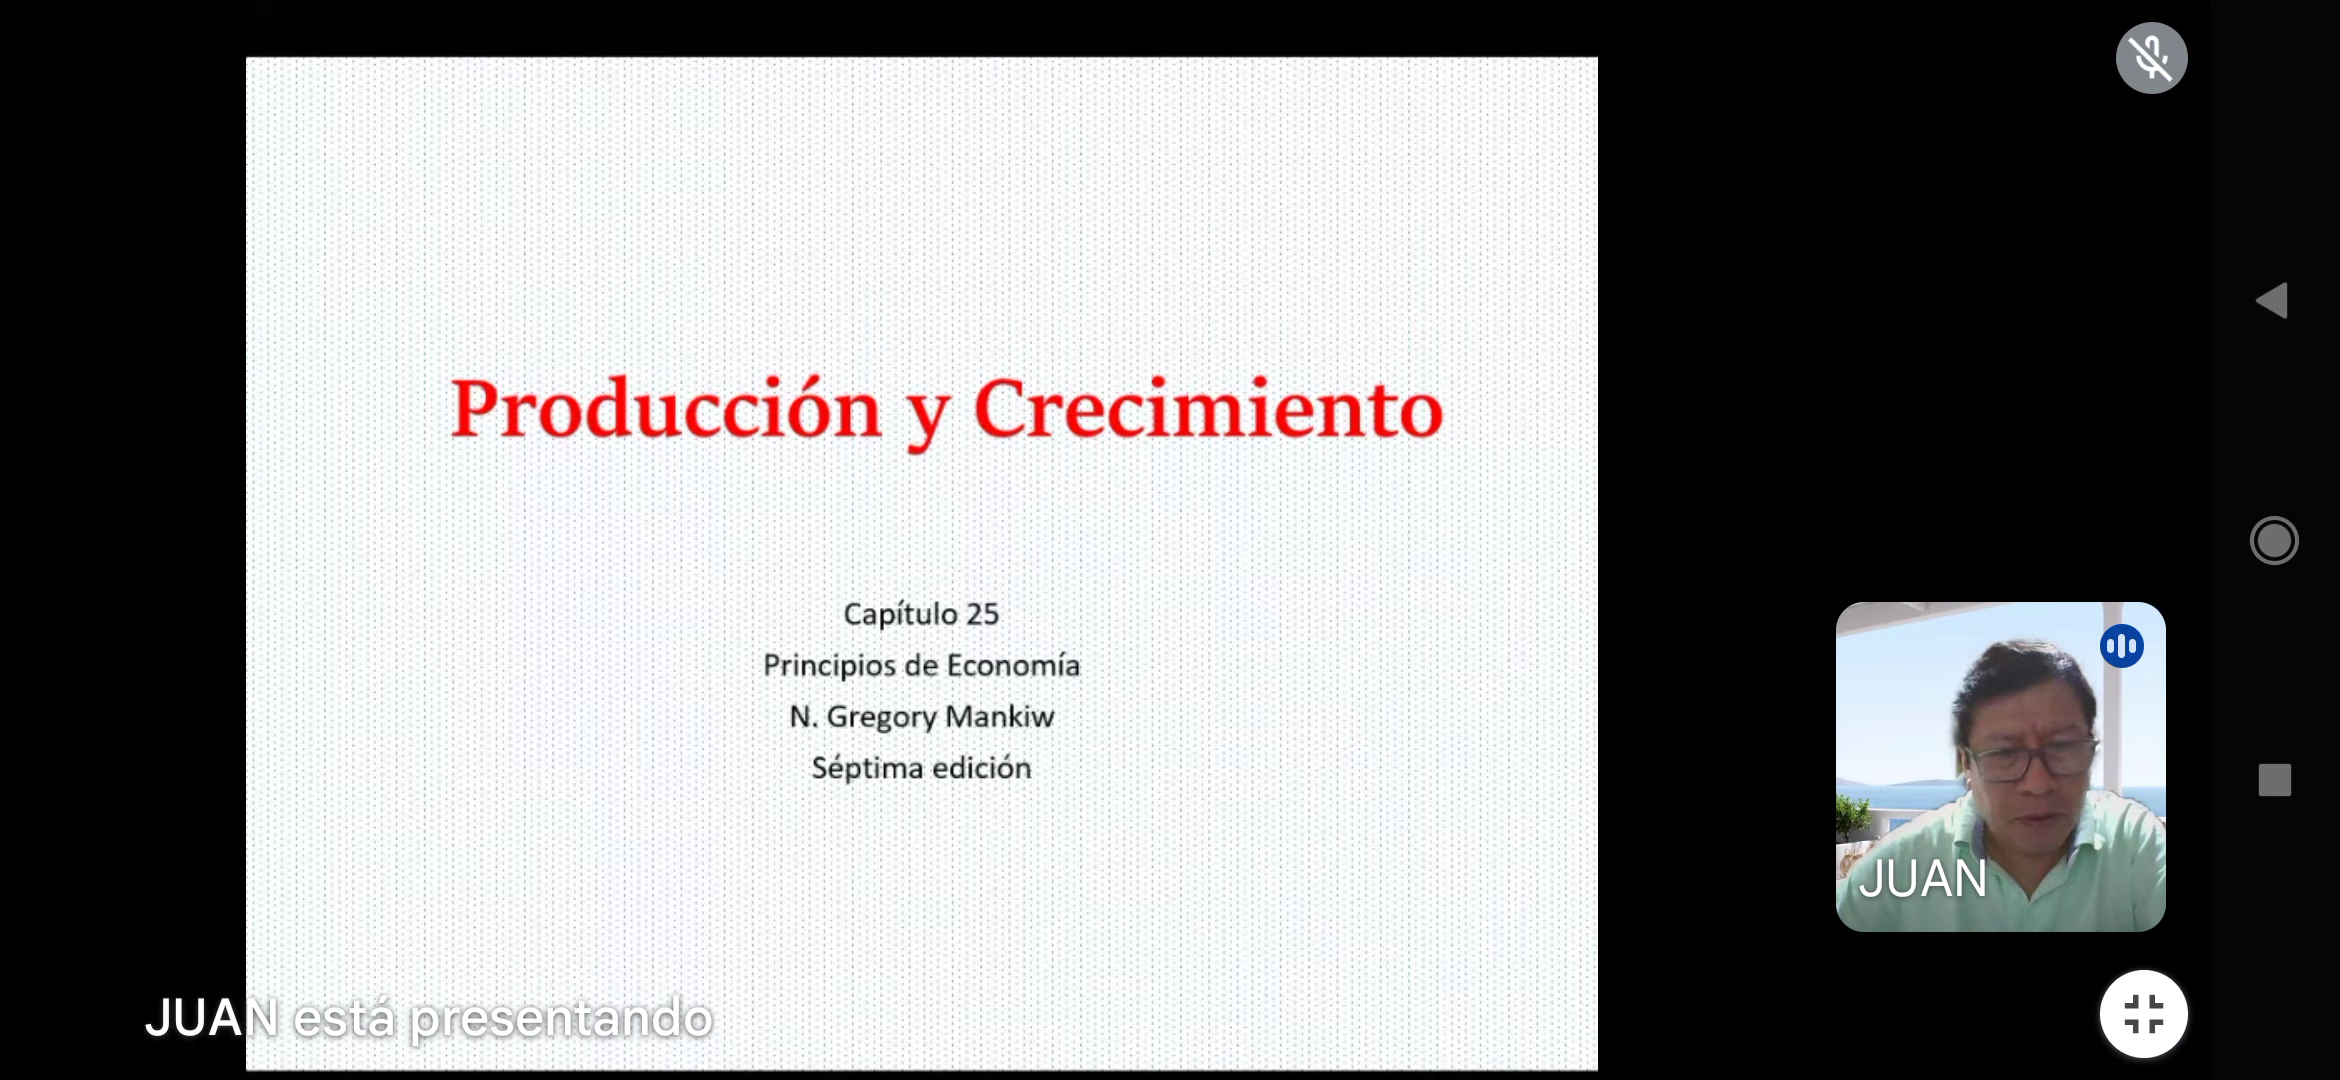 Producción y Crecimiento
Capítulo 25
Principios de Economía
N. Gregory Mankiw
Séptima edición
JUAN
JUAN está presentando